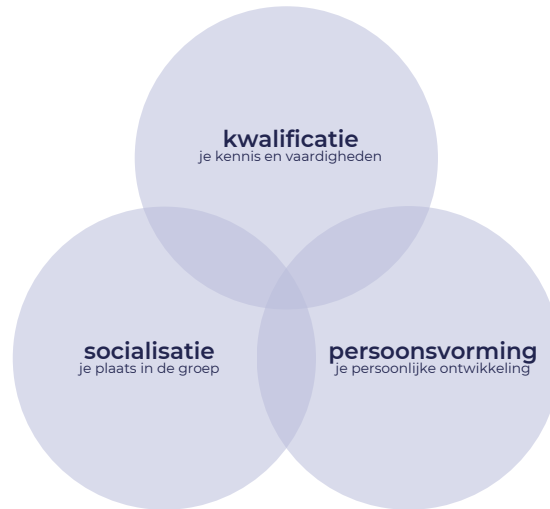 kwalificatie
je kennis en vaardigheden
socialisatie
je plaats in de groep
persoonsvorming
je persoonlijke ontwikkeling